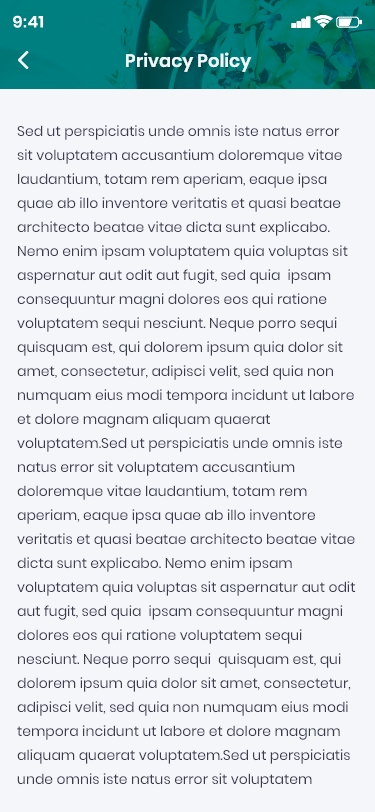 9:41
Privacy Policy
Sed ut perspiciatis unde omnis iste natus error
sit voluptatem accusantium doloremque vitae
laudantium, totam rem aperiam, eaque ipsa
quae ab illo inventore veritatis et quasi beatae
architecto beatae vitae dicta sunt explicabo.
Nemo enim ipsam voluptatem quia voluptas sit
aspernatur aut odit aut fugit, sed quia  ipsam
consequuntur magni dolores eos qui ratione
voluptatem sequi nesciunt. Neque porro sequi
quisquam est, qui dolorem ipsum quia dolor sit
amet, consectetur, adipisci velit, sed quia non
numquam eius modi tempora incidunt ut labore
et dolore magnam aliquam quaerat
voluptatem.Sed ut perspiciatis unde omnis iste
natus error sit voluptatem accusantium
doloremque vitae laudantium, totam rem
aperiam, eaque ipsa quae ab illo inventore
veritatis et quasi beatae architecto beatae vitae
dicta sunt explicabo. Nemo enim ipsam
voluptatem quia voluptas sit aspernatur aut odit
aut fugit, sed quia  ipsam consequuntur magni
dolores eos qui ratione voluptatem sequi
nesciunt. Neque porro sequi  quisquam est, qui
dolorem ipsum quia dolor sit amet, consectetur,
adipisci velit, sed quia non numquam eius modi
tempora incidunt ut labore et dolore magnam
aliquam quaerat voluptatem.Sed ut perspiciatis
unde omnis iste natus error sit voluptatem